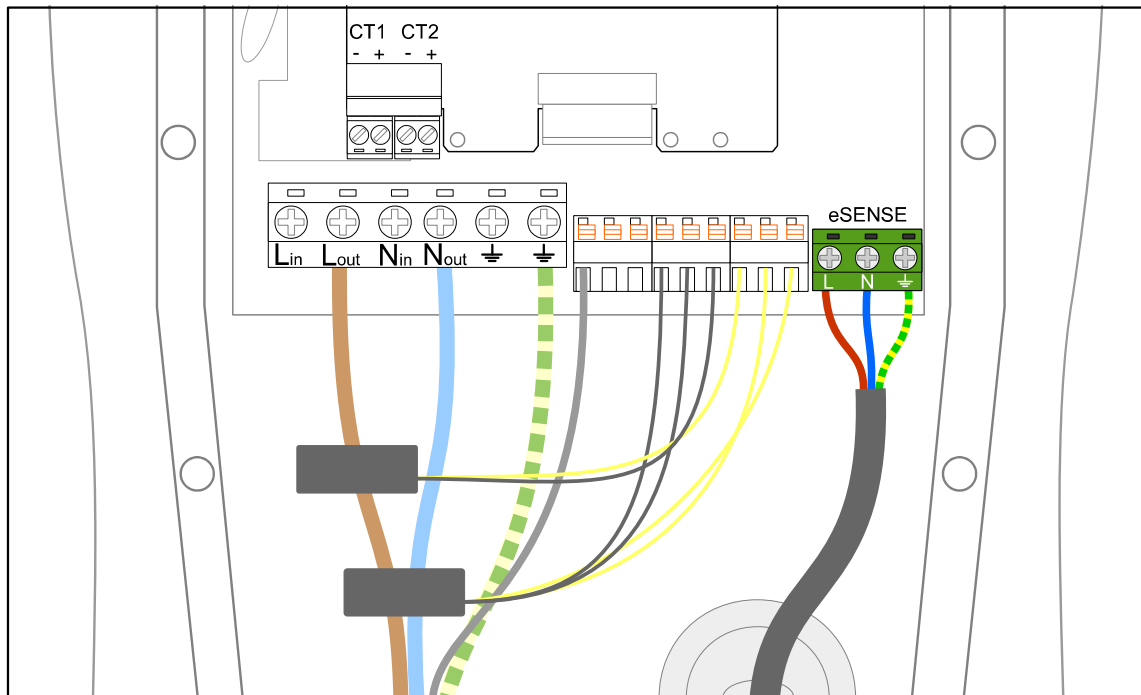 CT1 CT2
- + - +
eSENSE
Lin Lout Nin Nout
L N